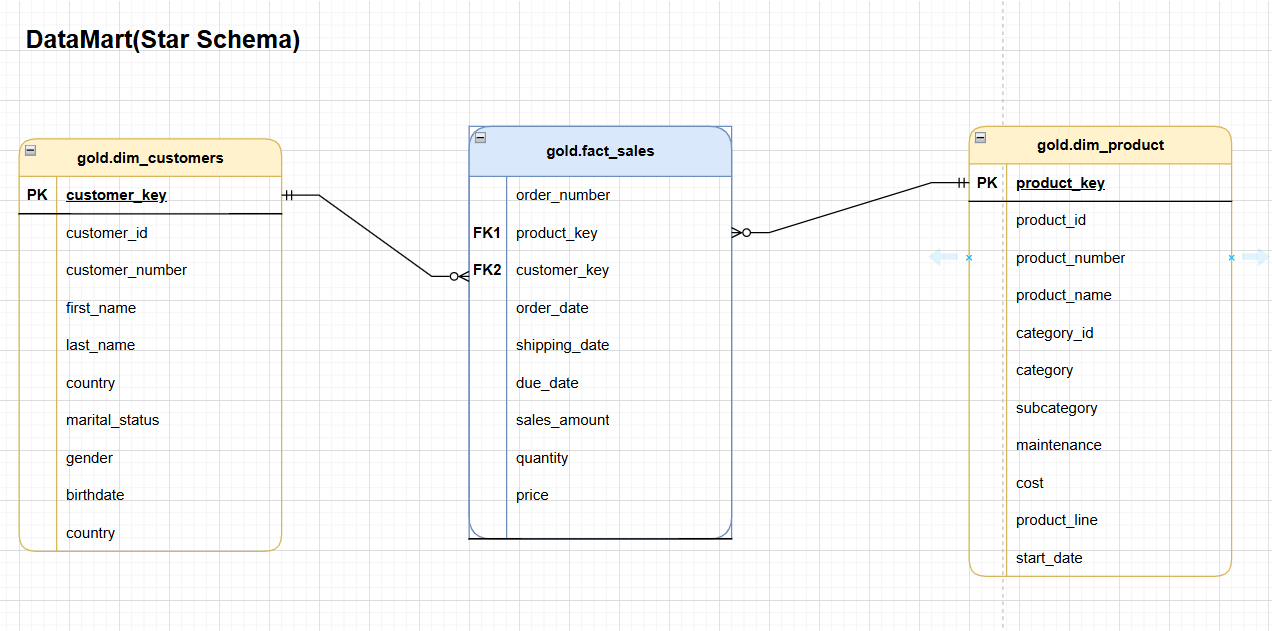 DataMart(Star Schema)
gold.dim_customers
PK customer_key
customer_id
customer_number
first_name
last_name
country
marital_status
gender
birthdate
country
gold.fact_sales
order_number
FK1 product_key
FK2 customer_key
order_date
shipping_date
due_date
sales_amount
quantity
price
gold.dim_product
PK product_key
product_id
product_number
product_name
category_id
category
subcategory
maintenance
cost
product_line
start_date